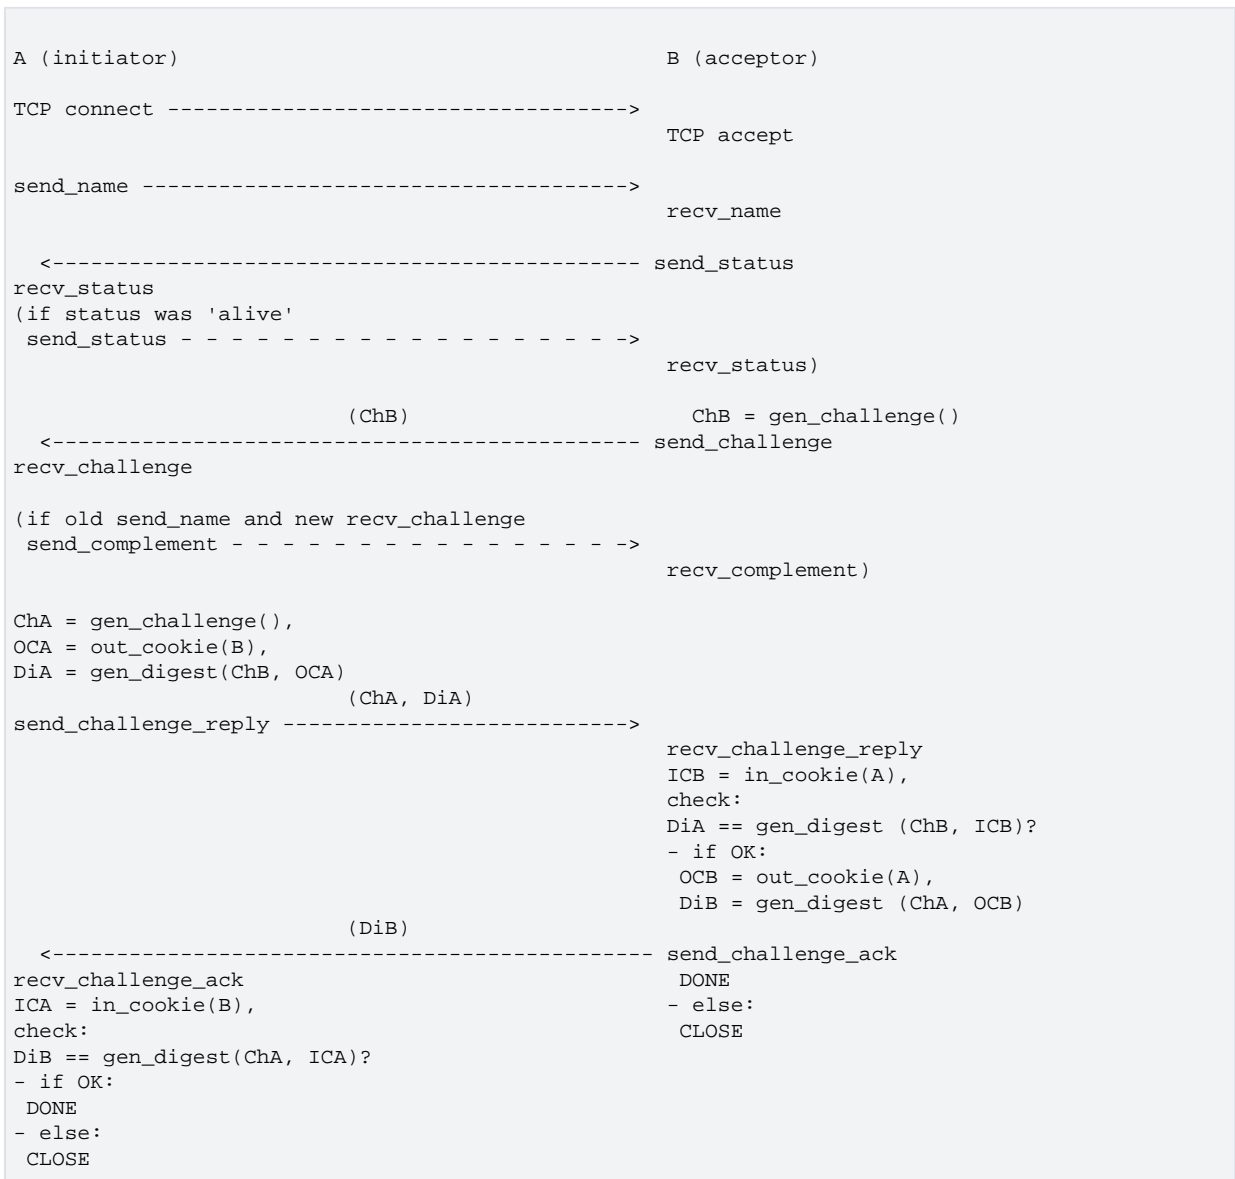 A (initiator)                                      B (acceptor)
TCP connect ------------------------------------>
                                                   TCP accept
send_name -------------------------------------->
                                                   recv_name
  <---------------------------------------------- send_status
recv_status
(if status was 'alive'
 send_status - - - - - - - - - - - - - - - - - ->
                                                   recv_status)
                          (ChB)                      ChB = gen_challenge()
  <---------------------------------------------- send_challenge
recv_challenge
(if old send_name and new recv_challenge
 send_complement - - - - - - - - - - - - - - - ->
                                                   recv_complement)
ChA = gen_challenge(),
OCA = out_cookie(B),
DiA = gen_digest(ChB, OCA)
                          (ChA, DiA)
send_challenge_reply --------------------------->
                                                   recv_challenge_reply
                                                   ICB = in_cookie(A),
                                                   check:
                                                   DiA == gen_digest (ChB, ICB)?
                                                   - if OK:
                                                    OCB = out_cookie(A),
                                                    DiB = gen_digest (ChA, OCB)
                          (DiB)
  <----------------------------------------------- send_challenge_ack
recv_challenge_ack                                  DONE
ICA = in_cookie(B),                                - else:
check:                                              CLOSE
DiB == gen_digest(ChA, ICA)?
- if OK:
 DONE
- else:
 CLOSE